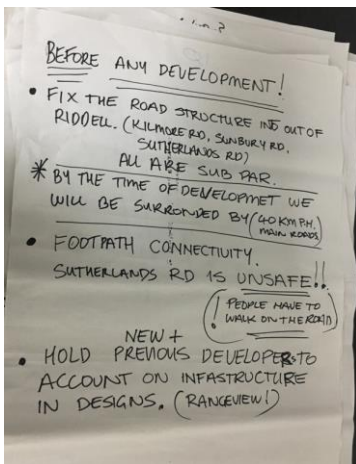 BEFORE ANY DEVELOPMENT!
• FIX THE ROAD STRUCTURE IN & OUT OF
RIDDELL. (KILMORE RD, SUNBURY RD,
SUTHERLANDS RD)
ALL ARE SUB PAR.
* BY THE TIME OF DEVELOPMET WE
WILL BE SURRONDED BY (40 KM P.H.
MAIN ROADS)
• FOOTPATH CONNECTIVITY.
SUTHERLANDS RD IS UNSAFE!!
(! PEOPLE HAVE TO
WALK ON THE ROAD)
NEW +
• HOLD PREVIOUS DEVELOPERS TO
ACCOUNT ON INFASTRUCTURE
IN DESIGNS. (RANGEVIEW!)